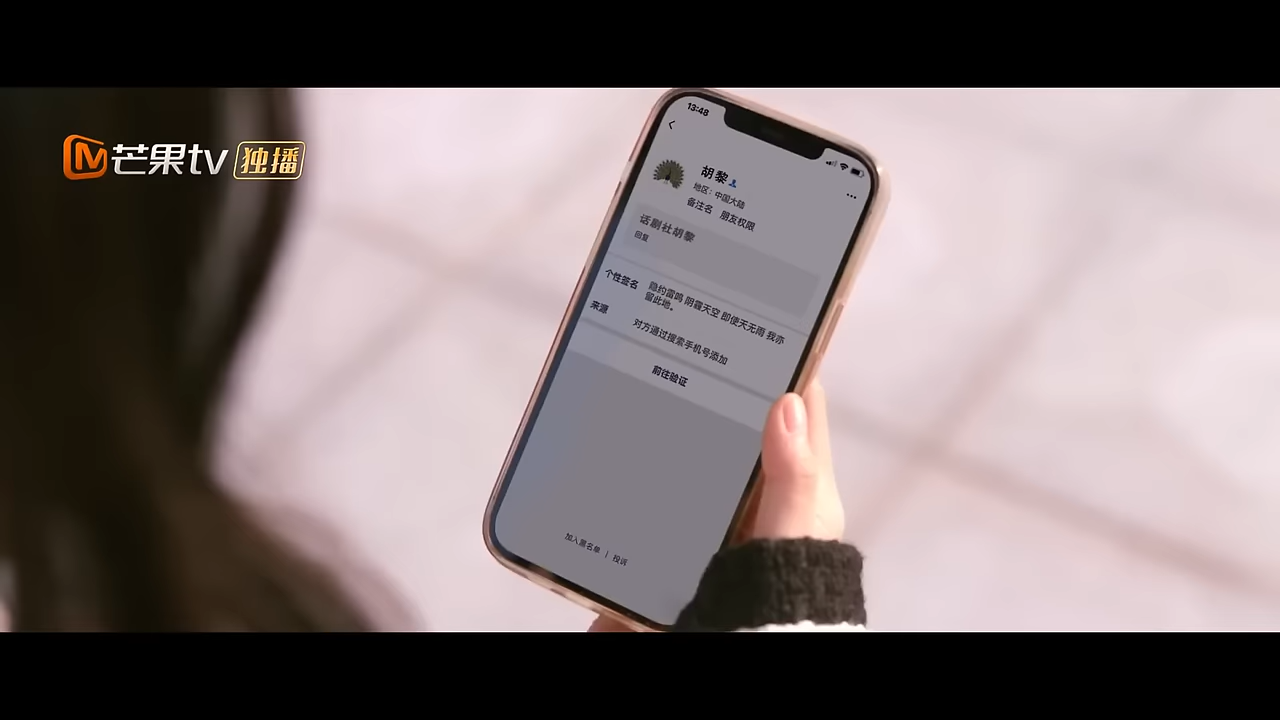 芒果tv 独播
13:48
胡黎
地区：中国大陆
备注名 朋友权限
话剧社胡黎
回复
个性签名 隐约雷鸣 阴霾天空 即使天无雨 我亦
留此地。
来源 对方通过搜索手机号添加
前往验证
加入黑名单 | 投诉